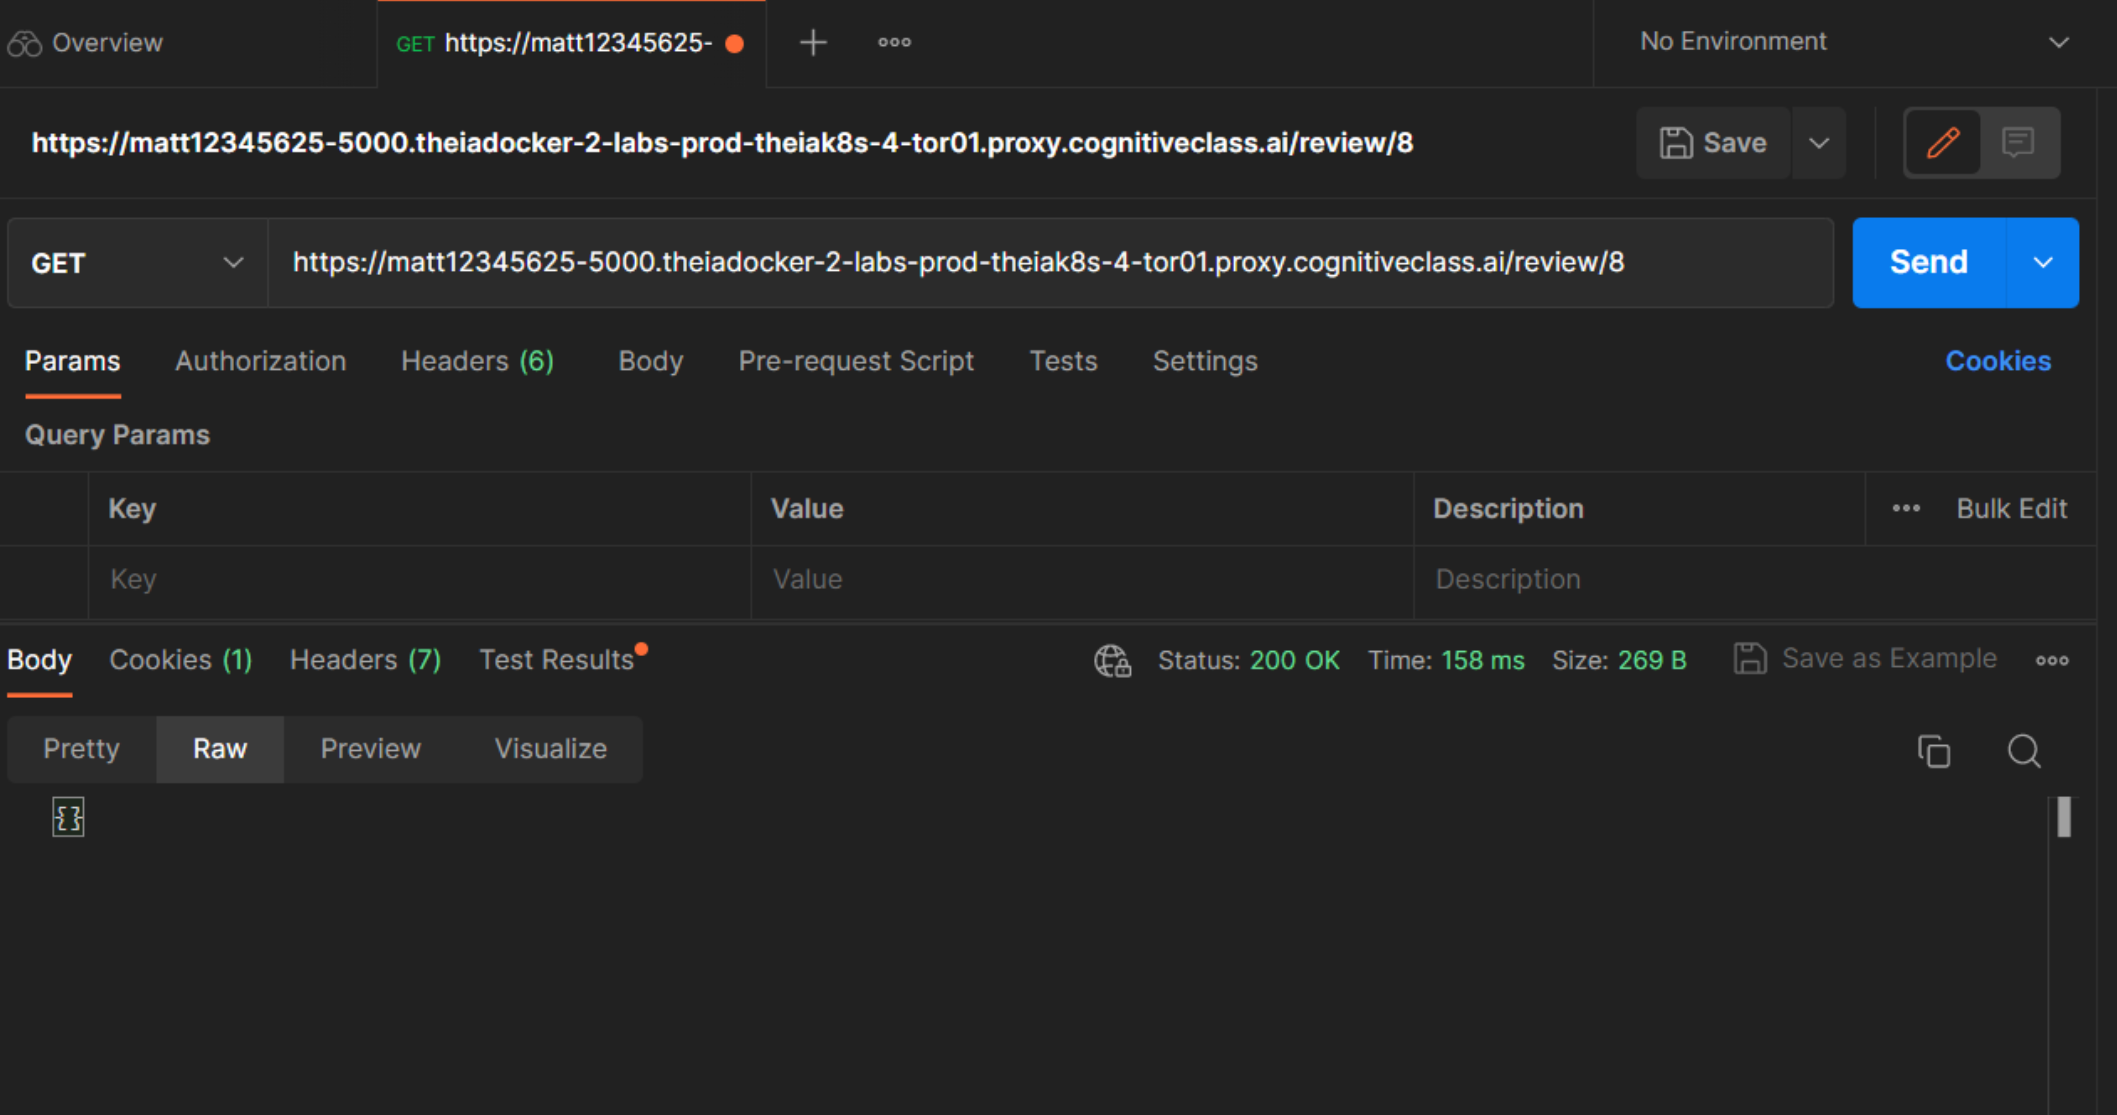 Overview
GET https://matt12345625-
No Environment
https://matt12345625-5000.theiadocker-2-labs-prod-theiak8s-4-tor01.proxy.cognitiveclass.ai/review/8
Save
GET
https://matt12345625-5000.theiadocker-2-labs-prod-theiak8s-4-tor01.proxy.cognitiveclass.ai/review/8
Send
Params Authorization Headers (6) Body Pre-request Script Tests Settings Cookies
Query Params
Key Value Description Bulk Edit
Key Value Description
Body Cookies (1) Headers (7) Test Results Status: 200 OK Time: 158 ms Size: 269 B Save as Example
Pretty Raw Preview Visualize
{}